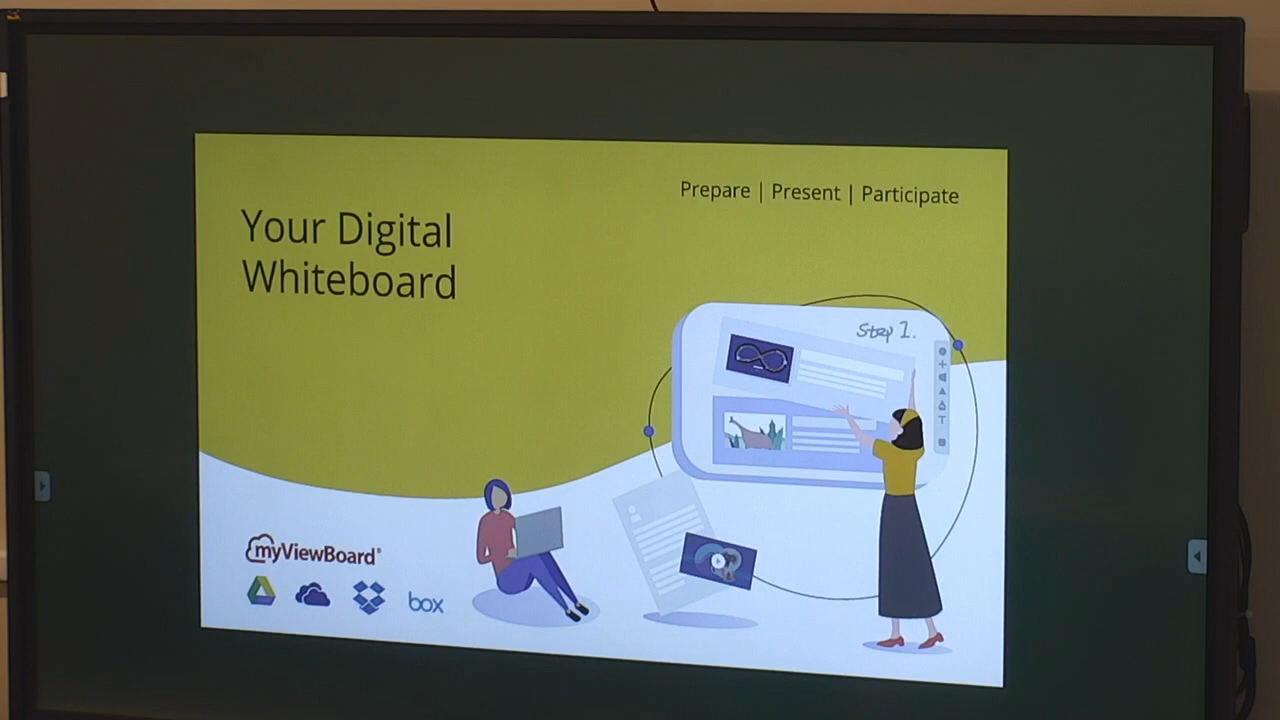 Prepare | Present | Participate
Your Digital
Whiteboard
Step 1.
T
myViewBoard®
box